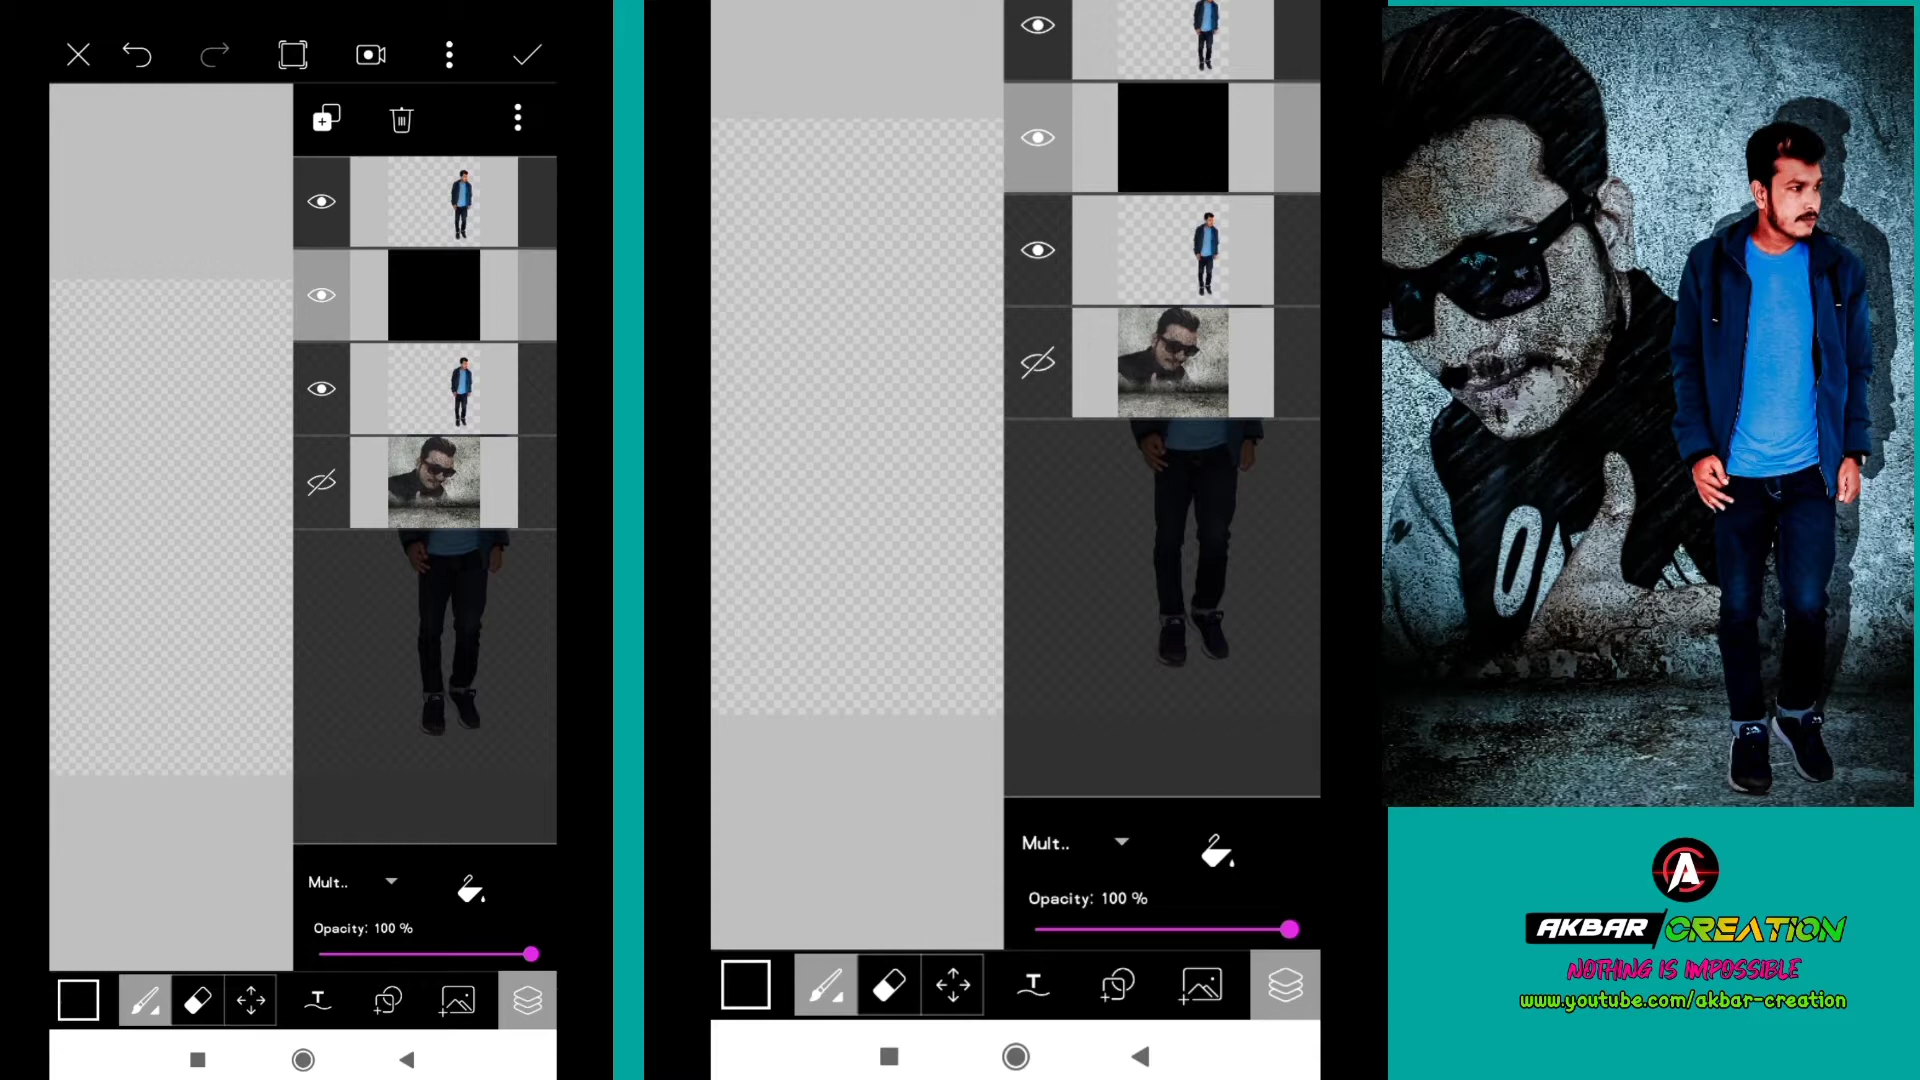 Mult..
Opacity: 100 %
T
Mult..
Opacity: 100 %
T
A
AKBAR CREATION
NOTHING IS IMPOSSIBLE
www.youtube.com/akbar-creation